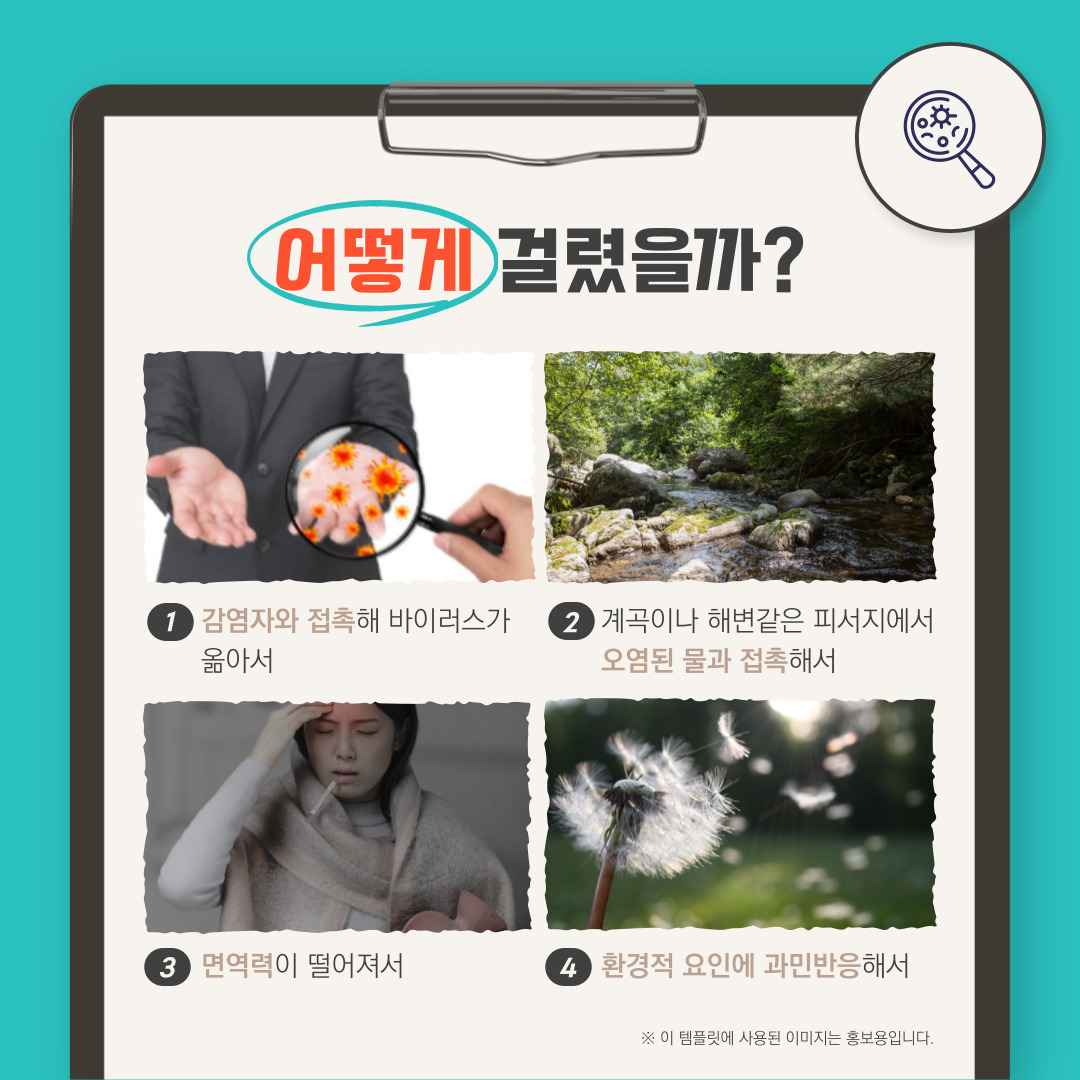 어떻게 걸렸을까?
1 감염자와 접촉해 바이러스가
옮아서
2 계곡이나 해변같은 피서지에서
오염된 물과 접촉해서
3 면역력이 떨어져서
4 환경적 요인에 과민반응해서
※ 이 템플릿에 사용된 이미지는 홍보용입니다.